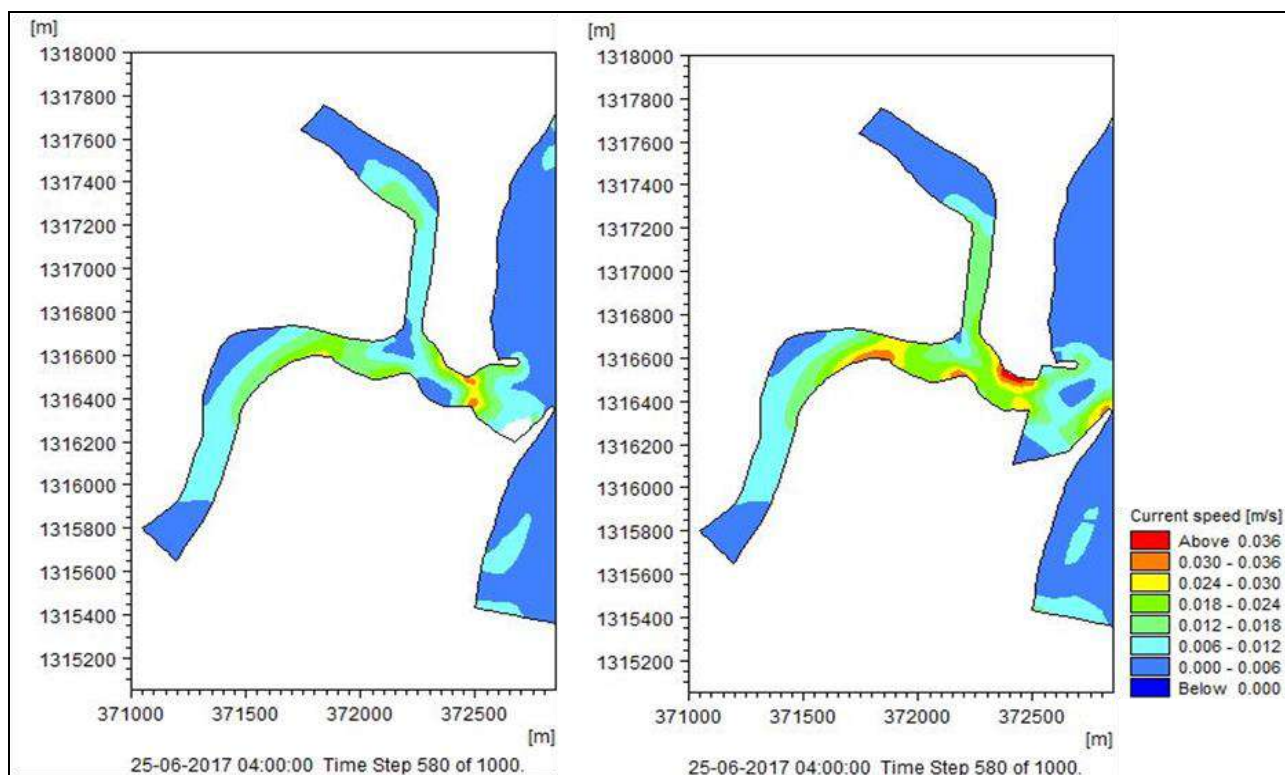 [m]
1318000
1317800
1317600
1317400
1317200
1317000
1316800
1316600
1316400
1316200
1316000
1315800
1315600
1315400
1315200
371000 371500 372000 372500
[m]
25-06-2017 04:00:00 Time Step 580 of 1000.
[m]
1318000
1317800
1317600
1317400
1317200
1317000
1316800
1316600
1316400
1316200
1316000
1315800
1315600
1315400
1315200
371000 371500 372000 372500
[m]
25-06-2017 04:00:00 Time Step 580 of 1000.
Current speed [m/s]
Above 0.036
0.030 - 0.036
0.024 - 0.030
0.018 - 0.024
0.012 - 0.018
0.006 - 0.012
0.000 - 0.006
Below 0.000